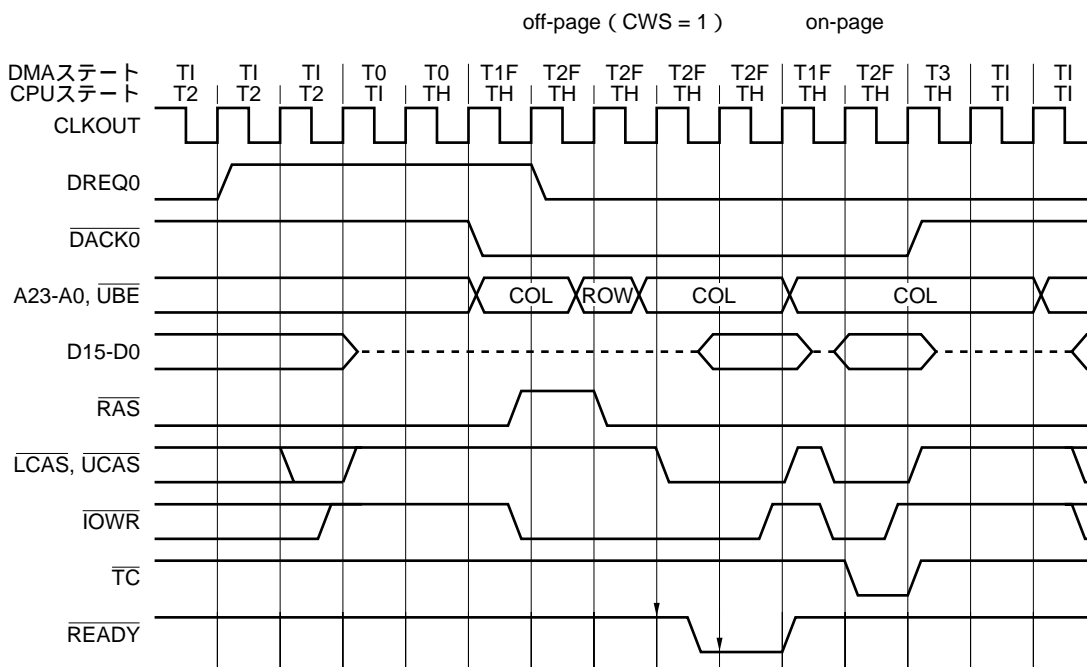 off-page ( CWS = 1 ) on-page
DMAステート TI TI TI T0 T0 T1F T2F T2F T2F T2F T1F T2F T3 TI TI
CPUステート T2 T2 T2 TI TH TH TH TH TH TH TH TH TH TI TI
CLKOUT
DREQ0
DACK0
A23-A0, UBE COL ROW COL COL
D15-D0
RAS
LCAS, UCAS
IOWR
TC
READY